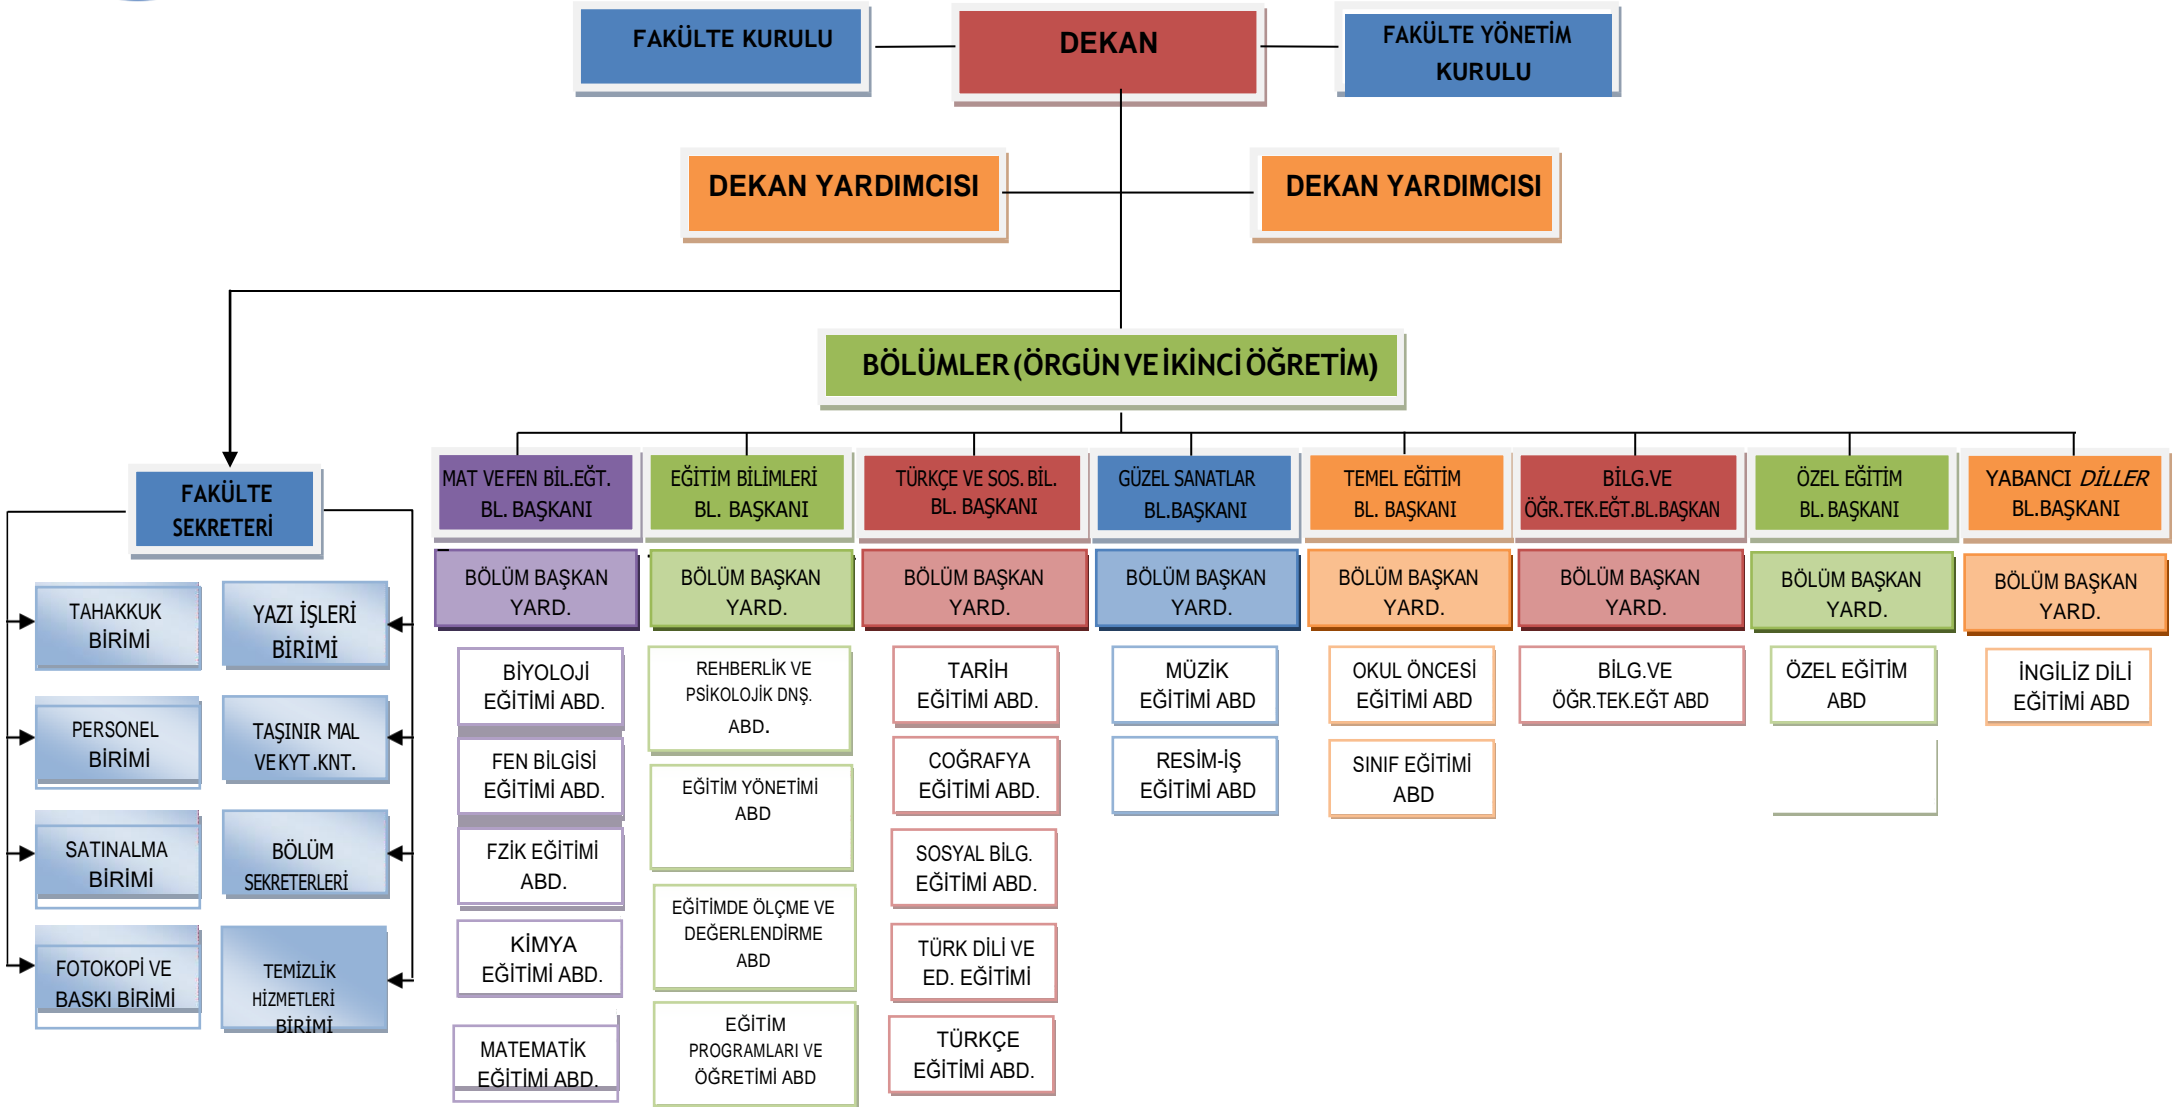 FAKÜLTE KURULU
DEKAN
FAKÜLTE YÖNETİM
KURULU
DEKAN YARDIMCISI
DEKAN YARDIMCISI
BÖLÜMLER (ÖRGÜN VE İKİNCİ ÖĞRETİM)
FAKÜLTE
SEKRETERİ
TAHAKKUK
BİRİMİ
YAZI İŞLERİ
BİRİMİ
PERSONEL
BİRİMİ
TAŞINIR MAL
VE KYT .KNT.
SATINALMA
BİRİMİ
BÖLÜM
SEKRETERLERİ
FOTOKOPİ VE
BASKI BİRİMİ
TEMİZLİK
HİZMETLERİ
BİRİMİ
MAT VE FEN BİL.EĞT.
BL. BAŞKANI
BÖLÜM BAŞKAN
YARD.
BİYOLOJİ
EĞİTİMİ ABD.
FEN BİLGİSİ
EĞİTİMİ ABD.
FZİK EĞİTİMİ
ABD.
KİMYA
EĞİTİMİ ABD.
MATEMATİK
EĞİTİMİ ABD.
EĞİTİM BİLİMLERİ
BL. BAŞKANI
BÖLÜM BAŞKAN
YARD.
REHBERLİK VE
PSİKOLOJİK DNŞ.
ABD.
EĞİTİM YÖNETİMİ
ABD
EĞİTİMDE ÖLÇME VE
DEĞERLENDİRME
ABD
EĞİTİM
PROGRAMLARI VE
ÖĞRETİMİ ABD
TÜRKÇE VE SOS. BİL.
BL. BAŞKANI
BÖLÜM BAŞKAN
YARD.
TARİH
EĞİTİMİ ABD.
COĞRAFYA
EĞİTİMİ ABD.
SOSYAL BİLG.
EĞİTİMİ ABD.
TÜRK DİLİ VE
ED. EĞİTİMİ
TÜRKÇE
EĞİTİMİ ABD.
GÜZEL SANATLAR
BL.BAŞKANI
BÖLÜM BAŞKAN
YARD.
MÜZİK
EĞİTİMİ ABD
RESİM-İŞ
EĞİTİMİ ABD
TEMEL EĞİTİM
BL. BAŞKANI
BÖLÜM BAŞKAN
YARD.
OKUL ÖNCESİ
EĞİTİMİ ABD
SINIF EĞİTİMİ
ABD
BİLG.VE
ÖĞR.TEK.EĞT.BL.BAŞKAN
BÖLÜM BAŞKAN
YARD.
BİLG.VE
ÖĞR.TEK.EĞT ABD
ÖZEL EĞİTİM
BL. BAŞKANI
BÖLÜM BAŞKAN
YARD.
ÖZEL EĞİTİM
ABD
YABANCI DİLLER
BL.BAŞKANI
BÖLÜM BAŞKAN
YARD.
İNGİLİZ DİLİ
EĞİTİMİ ABD